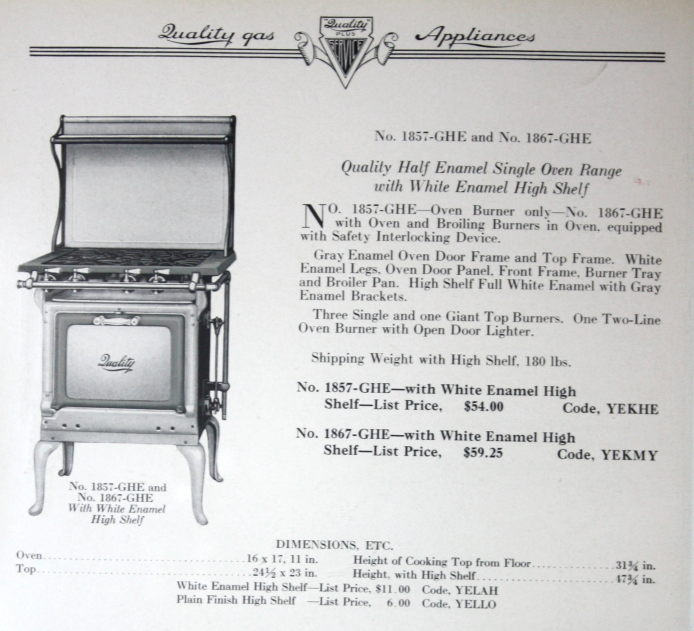 Quality gas "Quality" PLUS SERVICE Appliances
No. 1857-GHE and No. 1867-GHE
Quality Half Enamel Single Oven Range
with White Enamel High Shelf
NO. 1857-GHE—Oven Burner only—No. 1867-GHE
with Oven and Broiling Burners in Oven, equipped
with Safety Interlocking Device.
Gray Enamel Oven Door Frame and Top Frame. White
Enamel Legs, Oven Door Panel, Front Frame, Burner Tray
and Broiler Pan. High Shelf Full White Enamel with Gray
Enamel Brackets.
Three Single and one Giant Top Burners. One Two-Line
Oven Burner with Open Door Lighter.
Shipping Weight with High Shelf, 180 lbs.
No. 1857-GHE—with White Enamel High
Shelf—List Price, $54.00 Code, YEKHE
No. 1867-GHE—with White Enamel High
Shelf—List Price, $59.25 Code, YEKMY
Quality
No. 1857-GHE and
No. 1867-GHE
With White Enamel
High Shelf
DIMENSIONS, ETC.
Oven 16 x 17, 11 in. Height of Cooking Top from Floor 31¾ in.
Top 24½ x 23 in. Height, with High Shelf 47¾ in.
White Enamel High Shelf—List Price, $11.00 Code, YELAH
Plain Finish High Shelf —List Price, 6.00 Code, YELLO